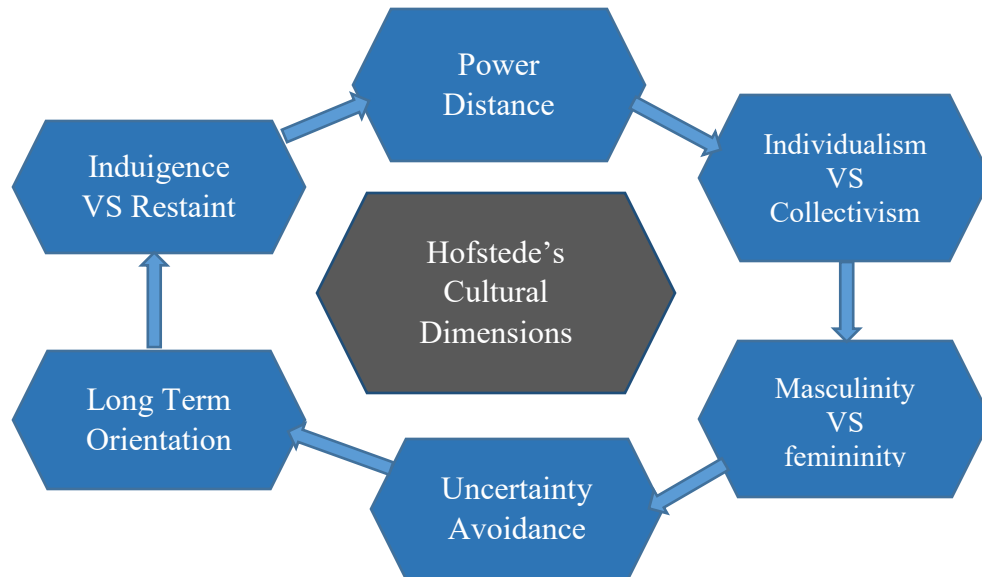 Power
Distance
Individualism
VS
Collectivism
Masculinity
VS
femininity
Uncertainty
Avoidance
Long Term
Orientation
Induigence
VS Restaint
Hofstede’s
Cultural
Dimensions